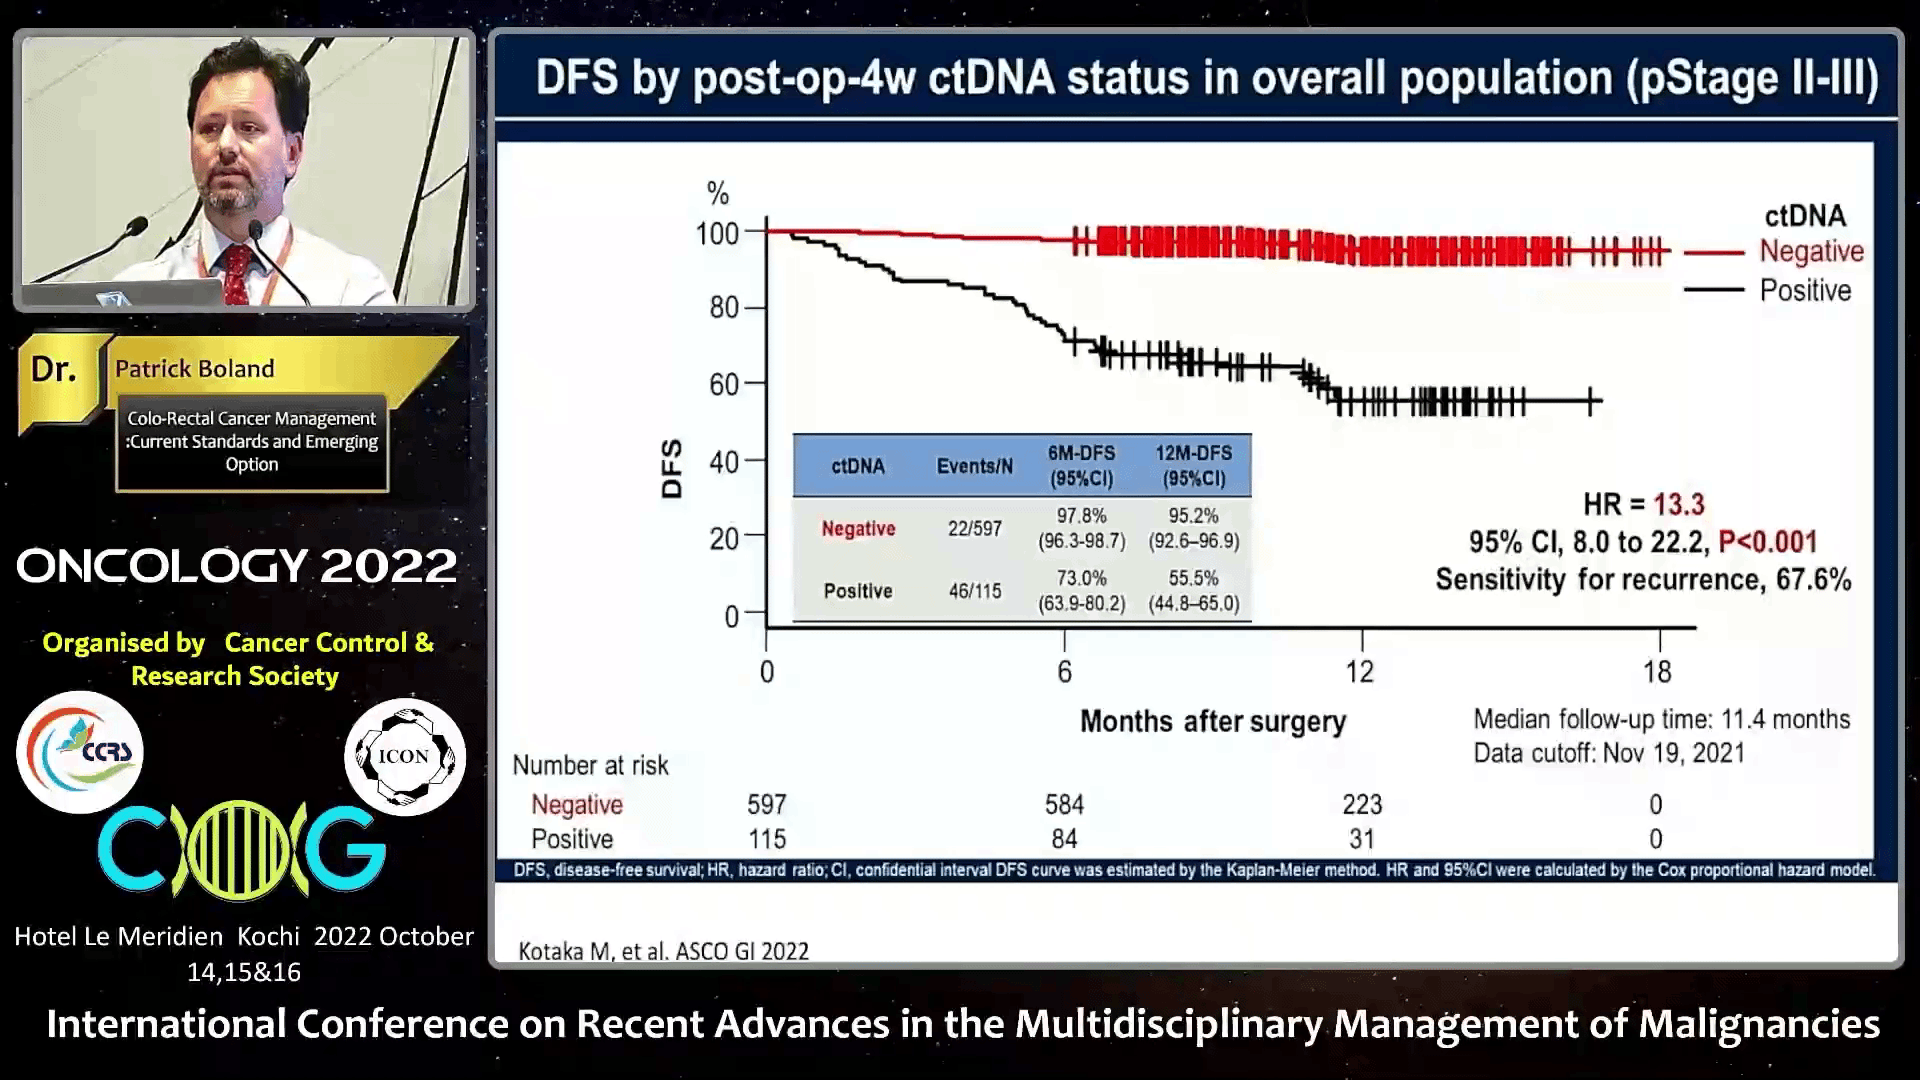 DFS by post-op-4w ctDNA status in overall population (pStage II-III)
%
100
80
60
40
20
0
DFS
ctDNA
Negative
Positive
ctDNA Events/N 6M-DFS (95%CI) 12M-DFS (95%CI)
Negative 22/597 97.8% (96.3-98.7) 95.2% (92.6–96.9)
Positive 46/115 73.0% (63.9-80.2) 55.5% (44.8–65.0)
HR = 13.3
95% CI, 8.0 to 22.2, P<0.001
Sensitivity for recurrence, 67.6%
0 6 12 18
Months after surgery
Median follow-up time: 11.4 months
Data cutoff: Nov 19, 2021
Number at risk
Negative 597 584 223 0
Positive 115 84 31 0
DFS, disease-free survival; HR, hazard ratio; CI, confidential interval DFS curve was estimated by the Kaplan-Meier method. HR and 95%CI were calculated by the Cox proportional hazard model.
Kotaka M, et al. ASCO GI 2022
Dr. Patrick Boland
Colo-Rectal Cancer Management
:Current Standards and Emerging
Option
ONCOLOGY 2022
Organised by Cancer Control &
Research Society
CCRS
ICON
COG
Hotel Le Meridien Kochi 2022 October
14,15&16
International Conference on Recent Advances in the Multidisciplinary Management of Malignancies